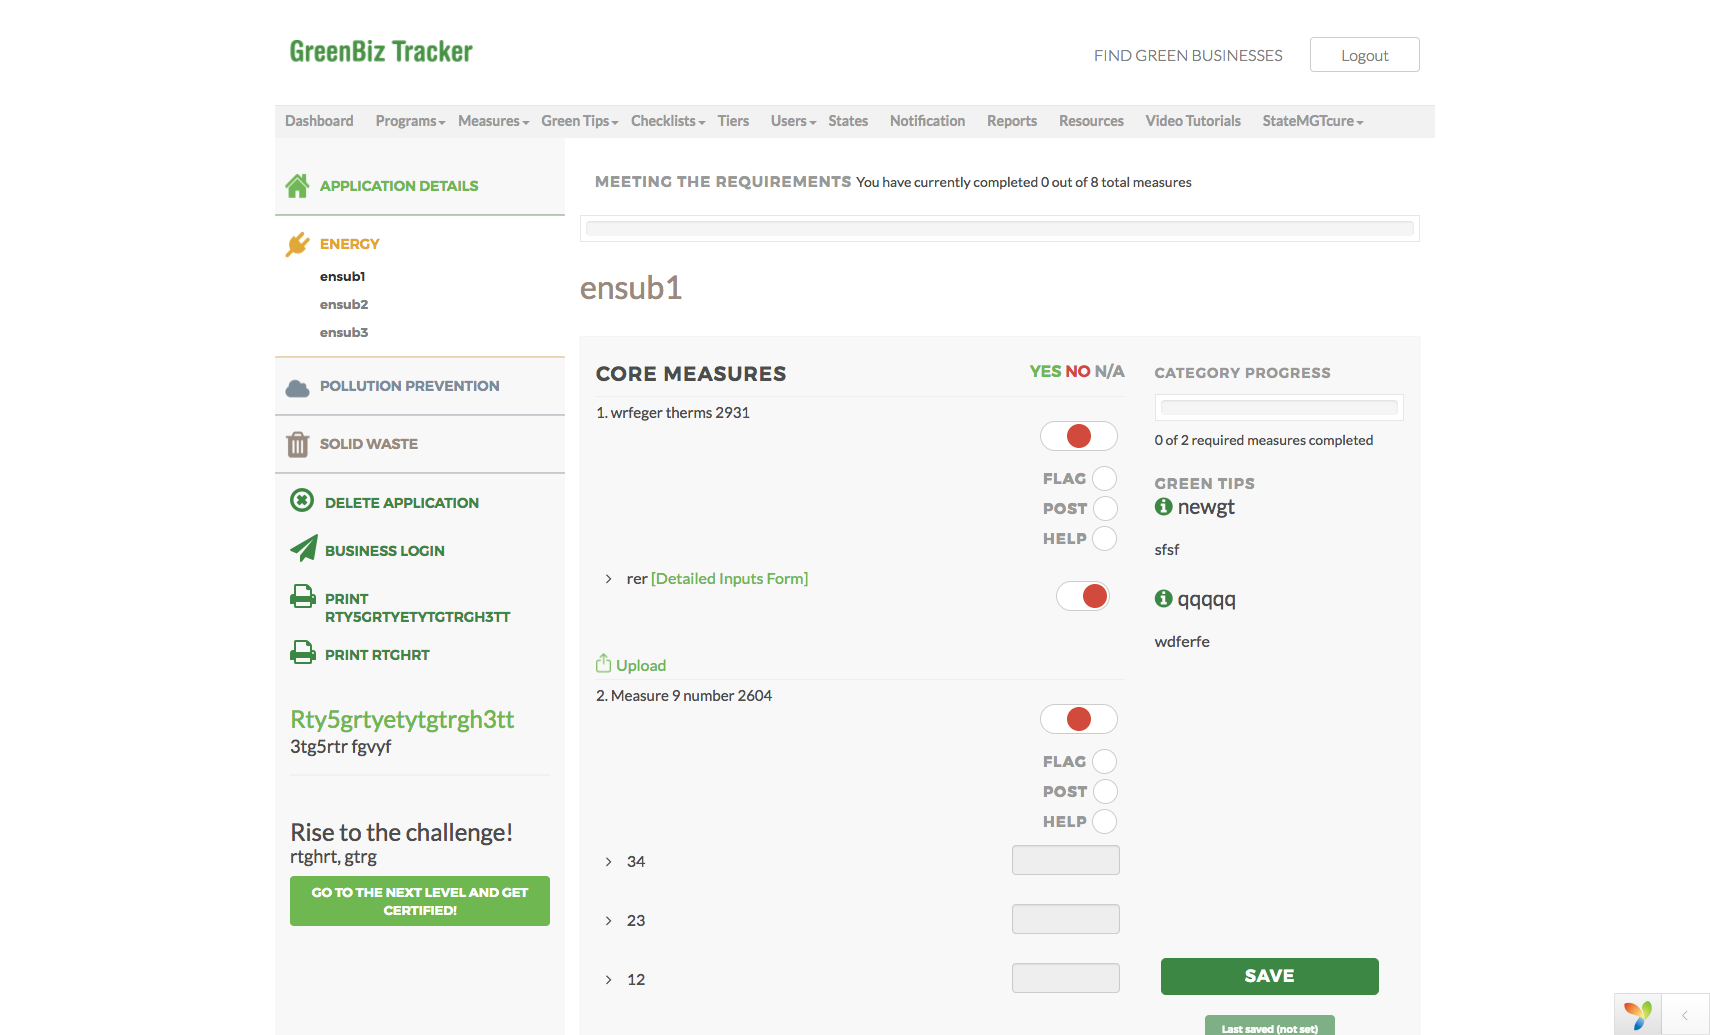 GreenBiz Tracker
FIND GREEN BUSINESSES
Logout
Dashboard Programs Measures Green Tips Checklists Tiers Users States Notification Reports Resources Video Tutorials StateMGTcure
APPLICATION DETAILS
ENERGY
ensub1
ensub2
ensub3
POLLUTION PREVENTION
SOLID WASTE
DELETE APPLICATION
BUSINESS LOGIN
PRINT
RTY5GRTYETYTGTRGH3TT
PRINT RTGHRT
Rty5grtyetytgtrgh3tt
3tg5rtr fgvyf
Rise to the challenge!
rtghrt, gtrg
GO TO THE NEXT LEVEL AND GET
CERTIFIED!
MEETING THE REQUIREMENTS You have currently completed 0 out of 8 total measures
ensub1
CORE MEASURES
YES NO N/A
1. wrfeger therms 2931
FLAG
POST
HELP
rer [Detailed Inputs Form]
Upload
2. Measure 9 number 2604
FLAG
POST
HELP
34
23
12
CATEGORY PROGRESS
0 of 2 required measures completed
GREEN TIPS
newgt
sfsf
qqqqq
wdferfe
SAVE
Last saved (not set)